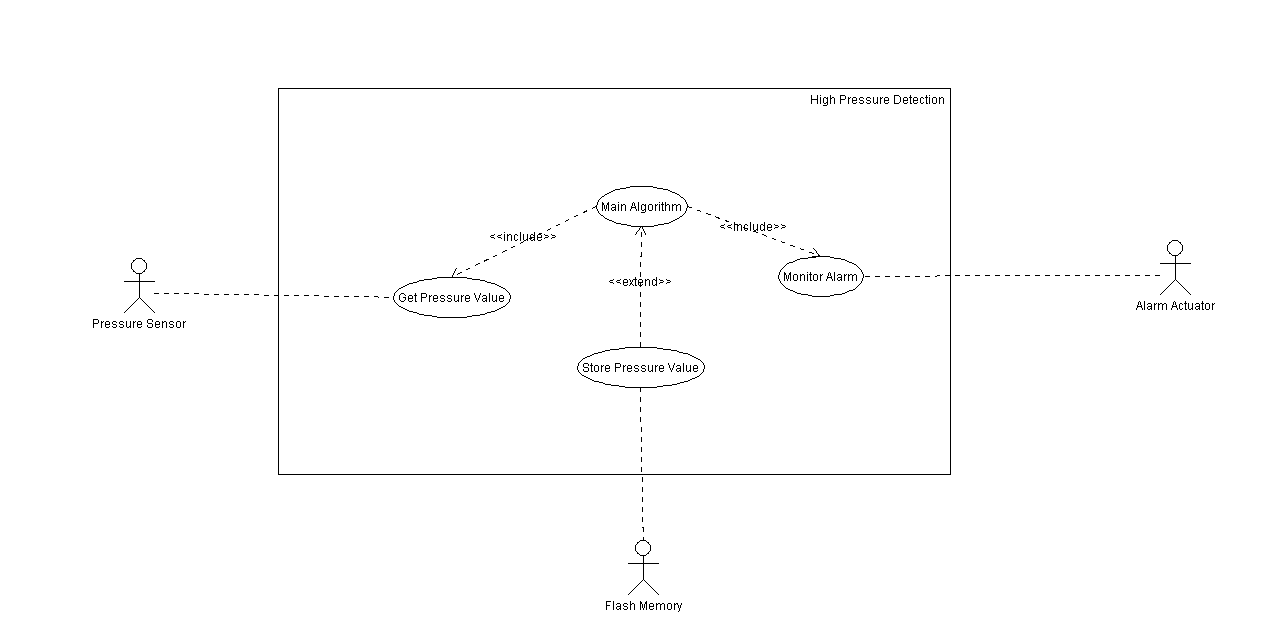 High Pressure Detection
Main Algorithm
<<include>>
<<Include>>
Get Pressure Value
Monitor Alarm
<<extend>>
Pressure Sensor
Alarm Actuator
Store Pressure Value
Flash Memory